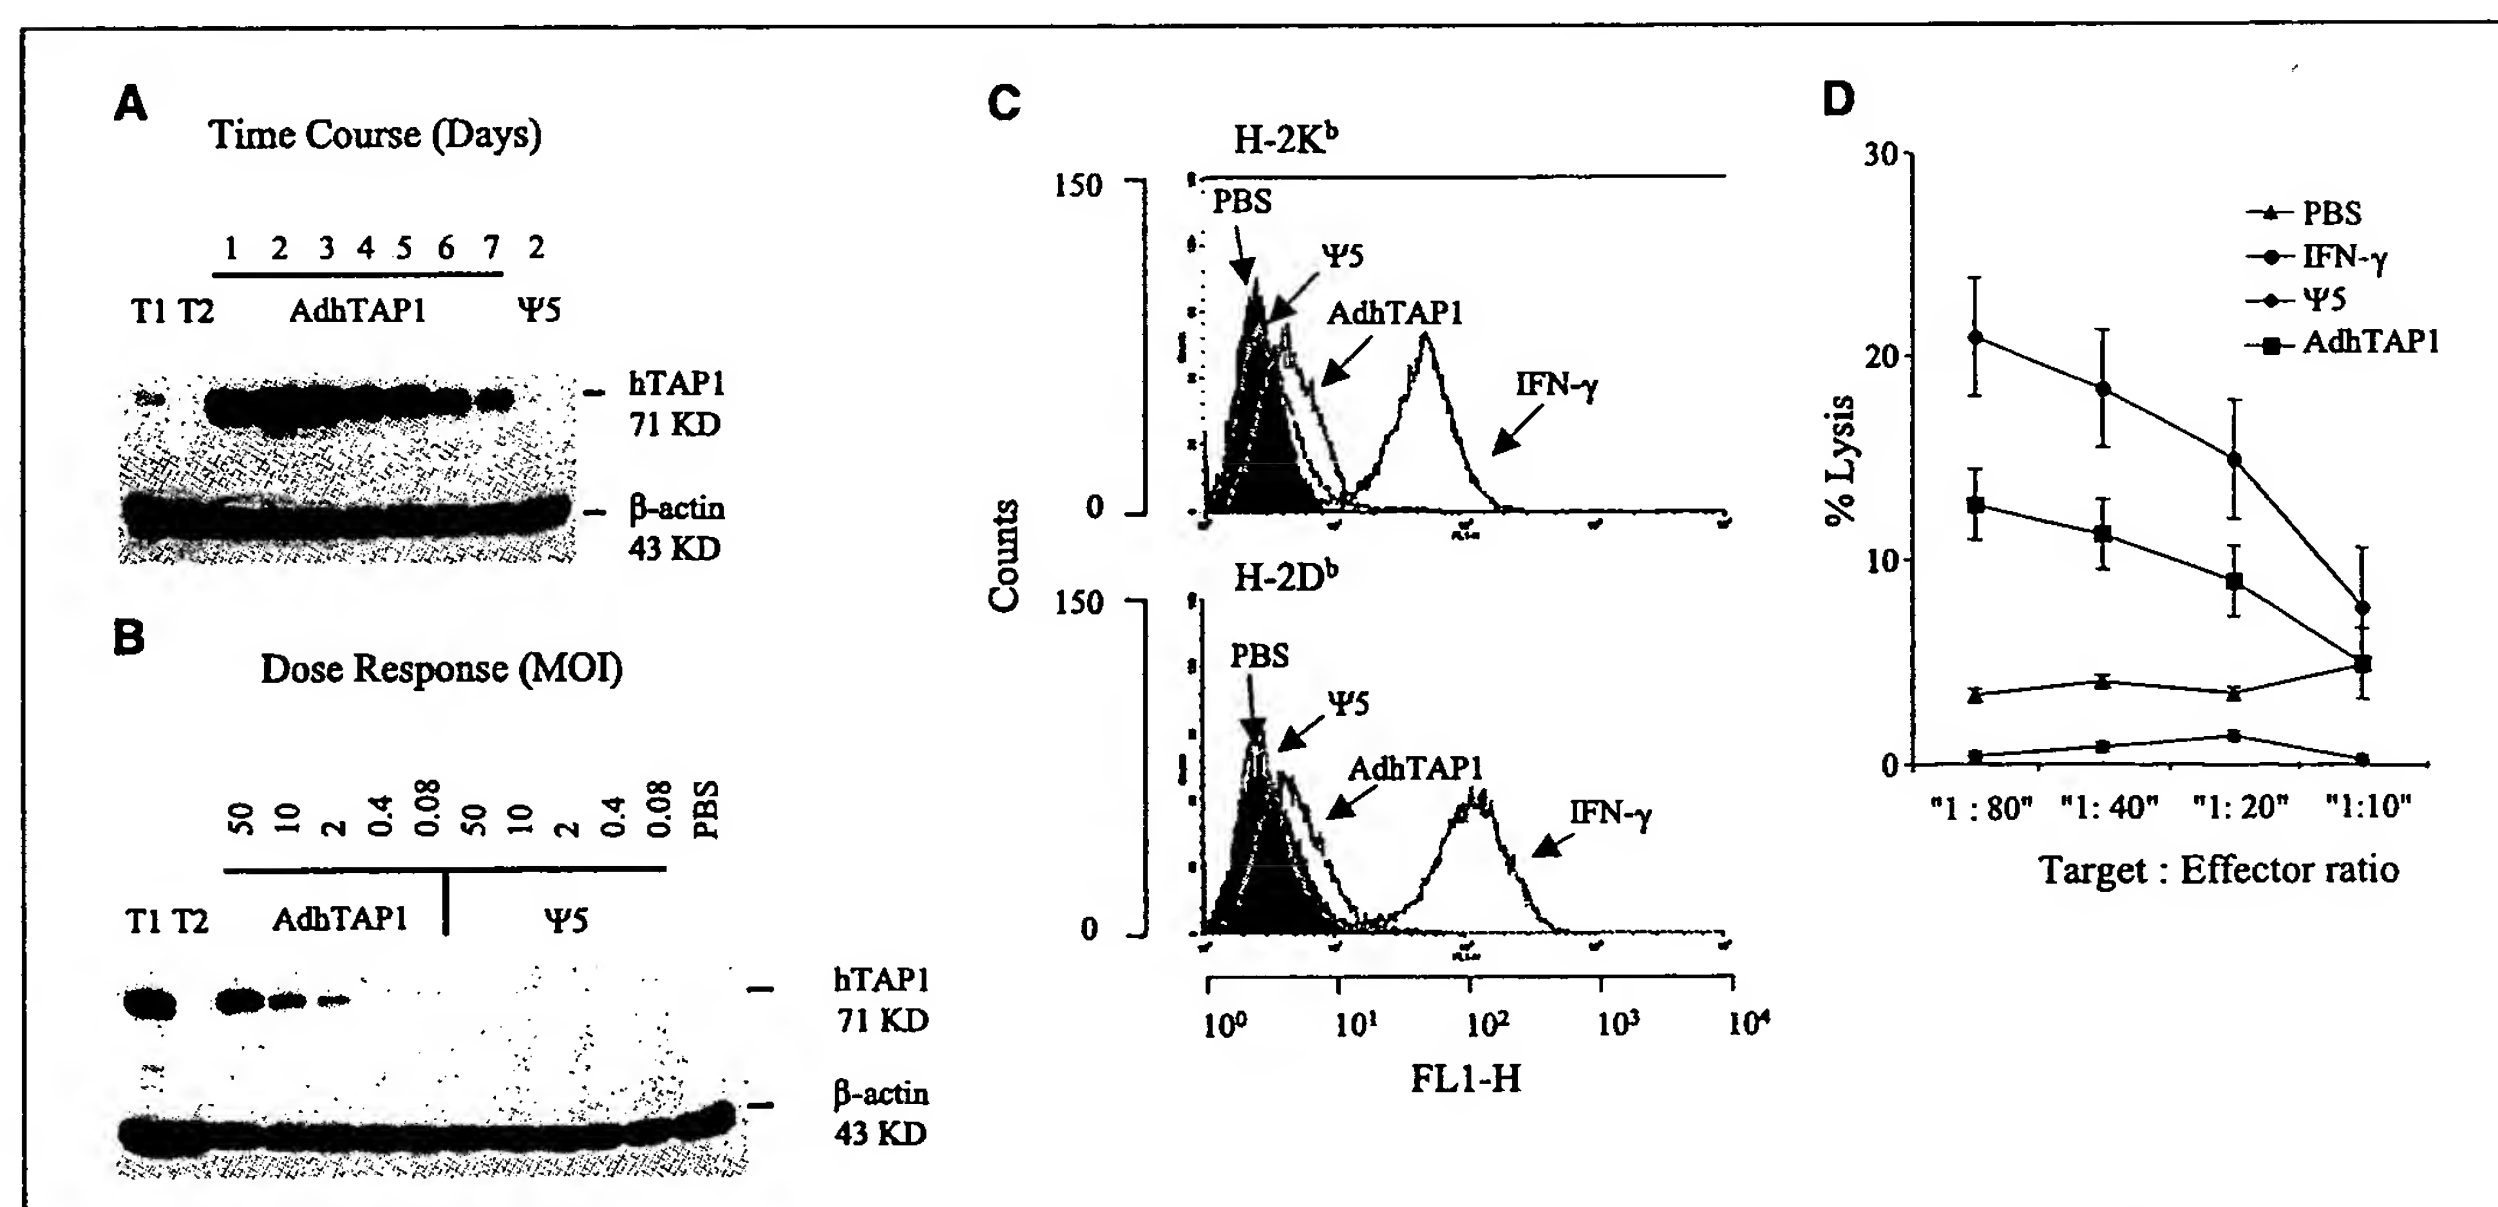 A
Time Course (Days)
1 2 3 4 5 6 7 2
T1 T2 AdhTAP1 Ψ5
hTAP1
71 KD
β-actin
43 KD
B
Dose Response (MOI)
50 10 2 0.4 0.08 50 10 2 0.4 0.08 PBS
T1 T2 AdhTAP1 Ψ5
hTAP1
71 KD
β-actin
43 KD
C
H-2Kᵇ
150
PBS
Ψ5
AdhTAP1
IFN-γ
0
Counts
H-2Dᵇ
150
PBS
Ψ5
AdhTAP1
IFN-γ
0
10⁰ 10¹ 10² 10³ 10⁴
FL1-H
D
30
20
10
0
% Lysis
PBS
IFN-γ
Ψ5
AdhTAP1
"1 : 80" "1: 40" "1: 20" "1:10"
Target : Effector ratio